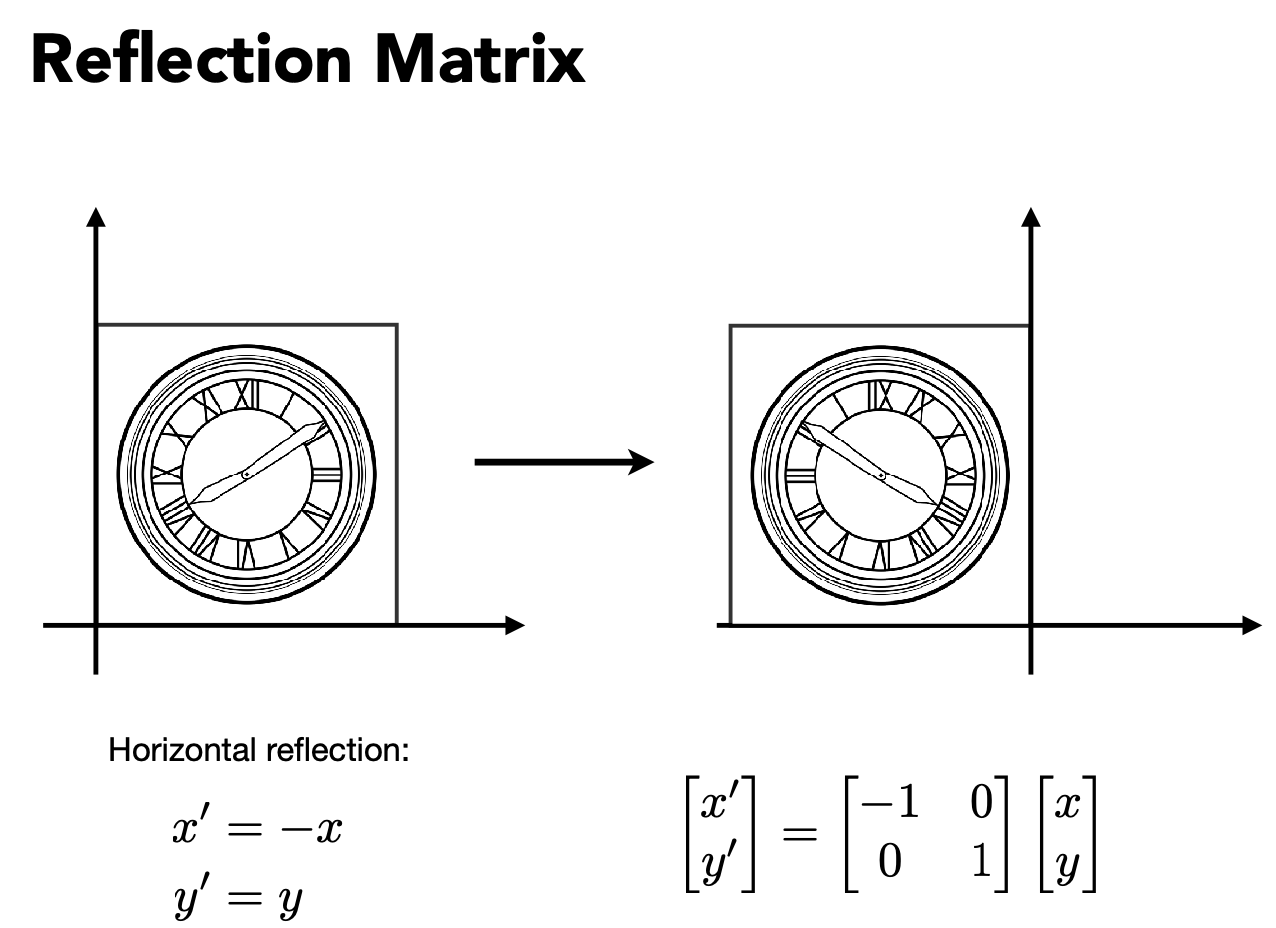 Reflection Matrix
Horizontal reflection:
x′ = −x
y′ = y
[x′ y′] = [−1 0 0 1] [x y]